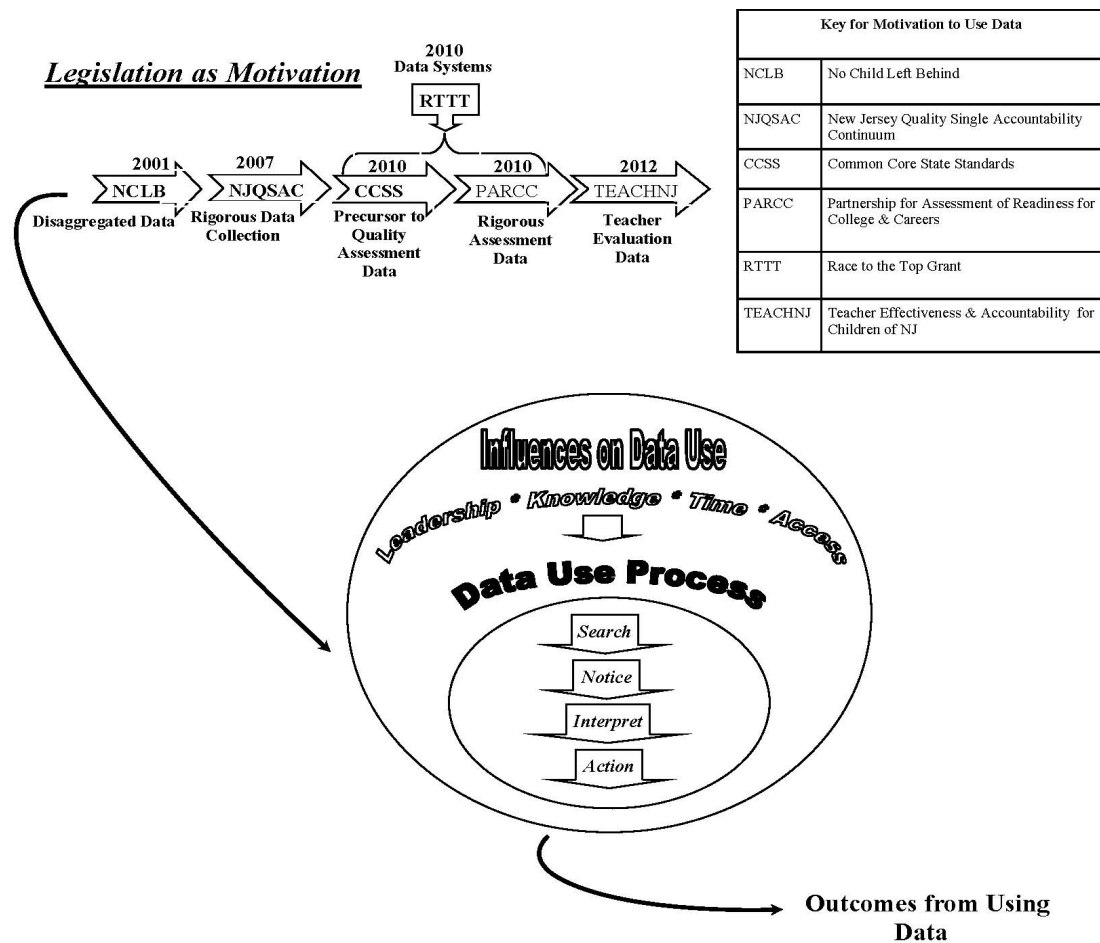 Legislation as Motivation
2010
Data Systems
RTTT
2001
NCLB
Disaggregated Data
2007
NJQSAC
Rigorous Data
Collection
2010
CCSS
Precursor to
Quality
Assessment
Data
2010
PARCC
Rigorous
Assessment
Data
2012
TEACHNJ
Teacher
Evaluation
Data
Key for Motivation to Use Data
NCLB No Child Left Behind
NJQSAC New Jersey Quality Single Accountability
Continuum
CCSS Common Core State Standards
PARCC Partnership for Assessment of Readiness for
College & Careers
RTTT Race to the Top Grant
TEACHNJ Teacher Effectiveness & Accountability for
Children of NJ
Influences on Data Use
Leadership * Knowledge * Time * Access
Data Use Process
Search
Notice
Interpret
Action
Outcomes from Using
Data